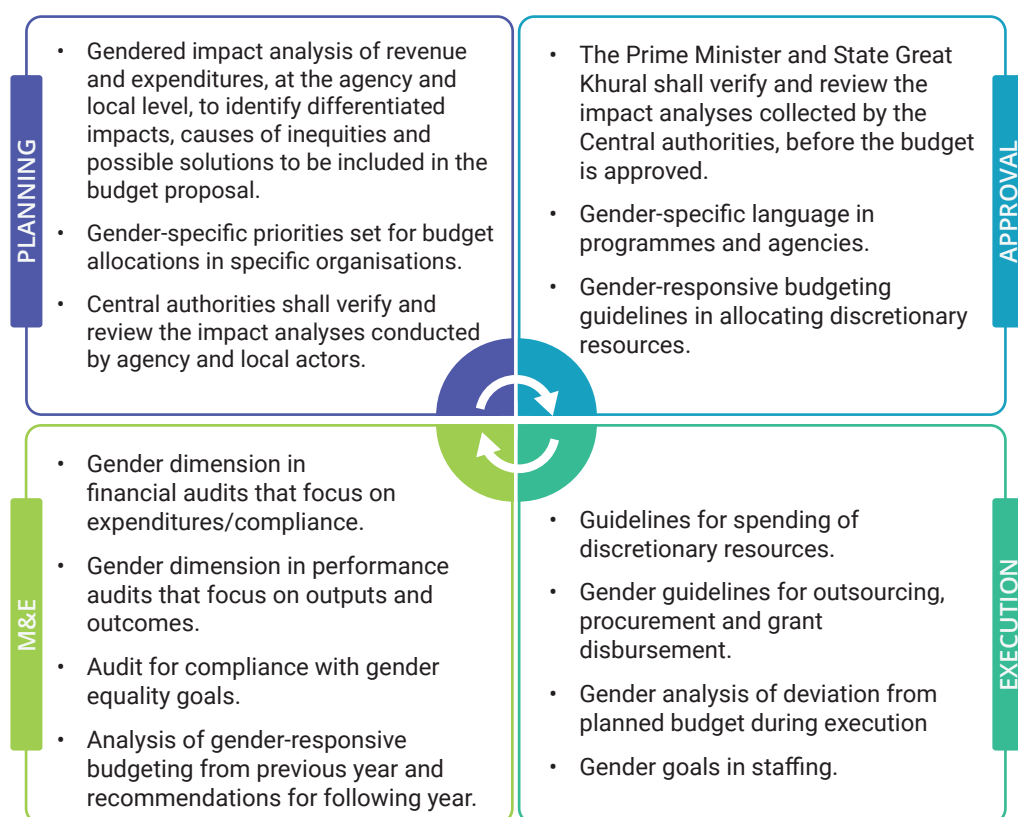 PLANNING
• Gendered impact analysis of revenue
and expenditures, at the agency and
local level, to identify differentiated
impacts, causes of inequities and
possible solutions to be included in the
budget proposal.
• Gender-specific priorities set for budget
allocations in specific organisations.
• Central authorities shall verify and
review the impact analyses conducted
by agency and local actors.
APPROVAL
• The Prime Minister and State Great
Khural shall verify and review the
impact analyses collected by the
Central authorities, before the budget
is approved.
• Gender-specific language in
programmes and agencies.
• Gender-responsive budgeting
guidelines in allocating discretionary
resources.
M&E
• Gender dimension in
financial audits that focus on
expenditures/compliance.
• Gender dimension in performance
audits that focus on outputs and
outcomes.
• Audit for compliance with gender
equality goals.
• Analysis of gender-responsive
budgeting from previous year and
recommendations for following year.
EXECUTION
• Guidelines for spending of
discretionary resources.
• Gender guidelines for outsourcing,
procurement and grant
disbursement.
• Gender analysis of deviation from
planned budget during execution
• Gender goals in staffing.